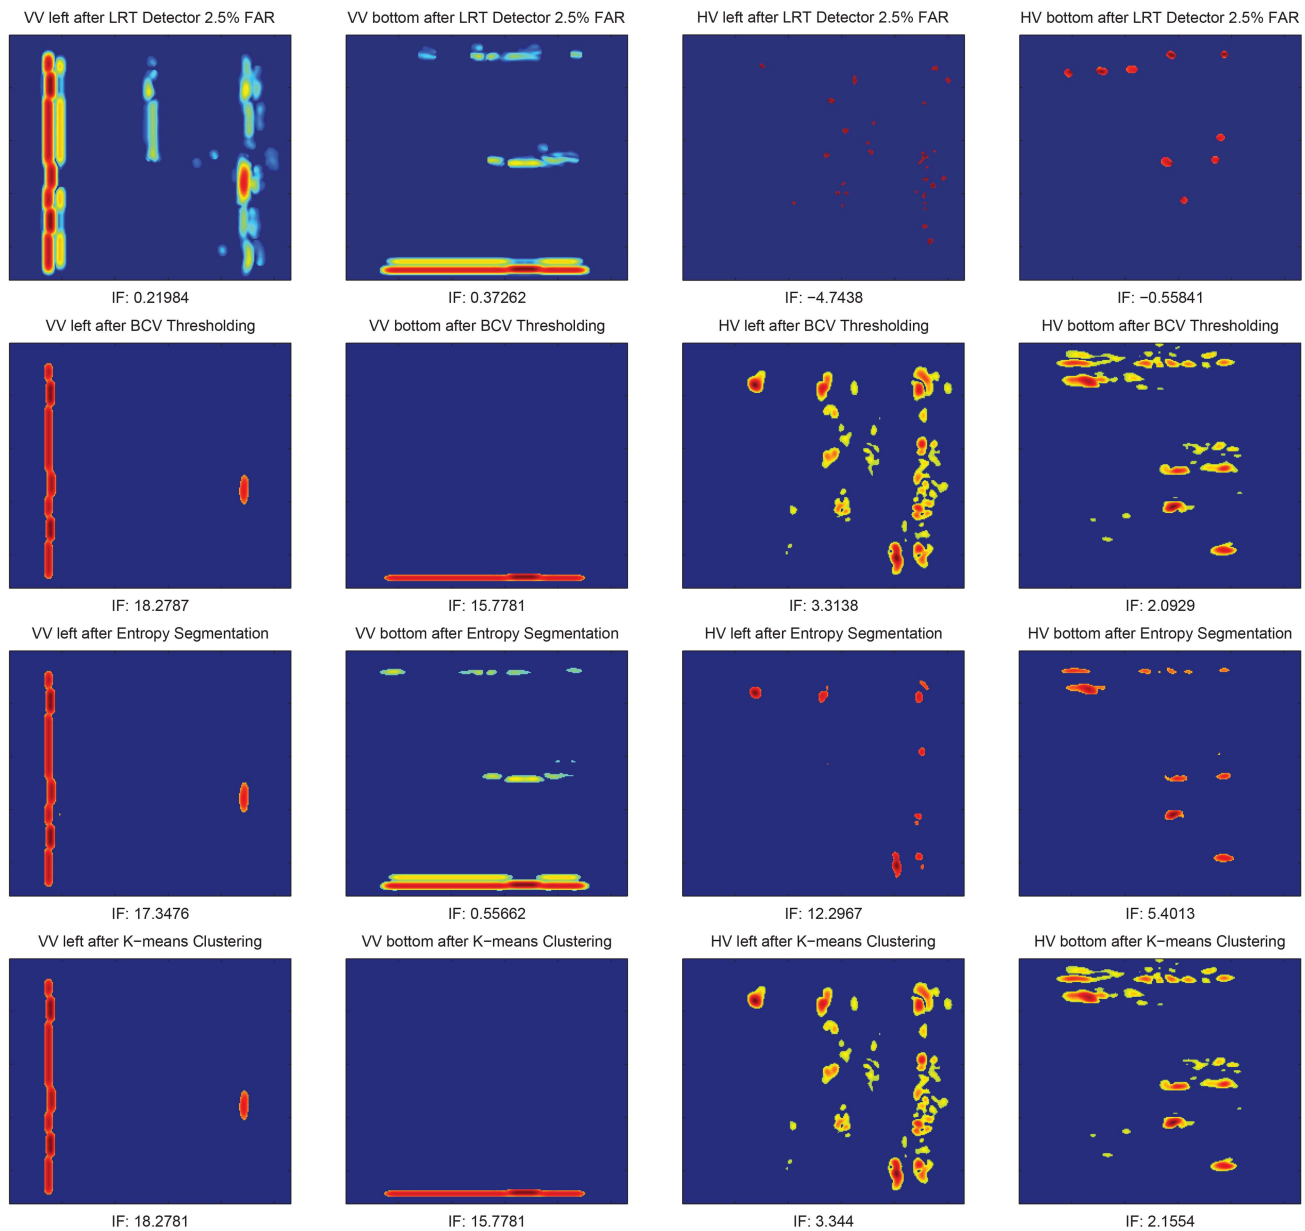 VV left after LRT Detector 2.5% FAR
VV bottom after LRT Detector 2.5% FAR
HV left after LRT Detector 2.5% FAR
HV bottom after LRT Detector 2.5% FAR
IF: 0.21984
IF: 0.37262
IF: −4.7438
IF: −0.55841
VV left after BCV Thresholding
VV bottom after BCV Thresholding
HV left after BCV Thresholding
HV bottom after BCV Thresholding
IF: 18.2787
IF: 15.7781
IF: 3.3138
IF: 2.0929
VV left after Entropy Segmentation
VV bottom after Entropy Segmentation
HV left after Entropy Segmentation
HV bottom after Entropy Segmentation
IF: 17.3476
IF: 0.55662
IF: 12.2967
IF: 5.4013
VV left after K−means Clustering
VV bottom after K−means Clustering
HV left after K−means Clustering
HV bottom after K−means Clustering
IF: 18.2781
IF: 15.7781
IF: 3.344
IF: 2.1554